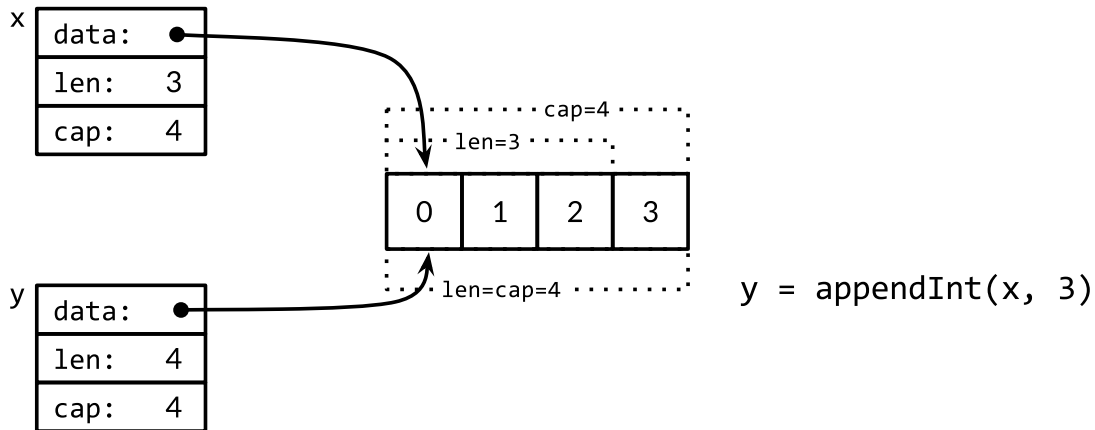 x
data:
len: 3
cap: 4
cap=4
len=3
0 1 2 3
len=cap=4
y = appendInt(x, 3)
y
data:
len: 4
cap: 4